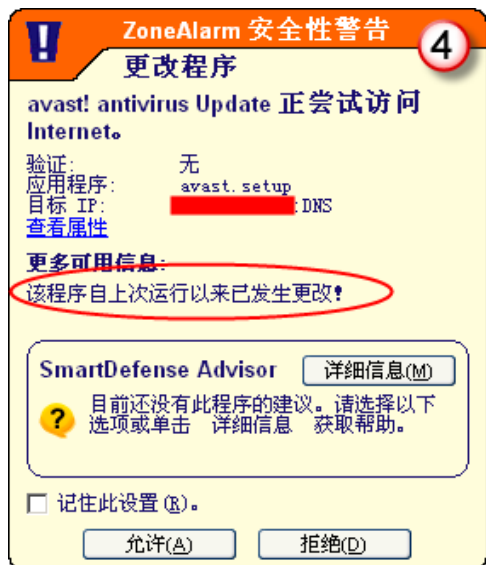 ZoneAlarm 安全性警告
4
更改程序
avast! antivirus Update 正尝试访问
Internet。
验证: 无
应用程序: avast.setup
目标 IP: :DNS
查看属性
更多可用信息:
该程序自上次运行以来已发生更改!
SmartDefense Advisor 详细信息(M)
目前还没有此程序的建议。请选择以下
选项或单击 详细信息 获取帮助。
记住此设置(R)。
允许(A) 拒绝(D)